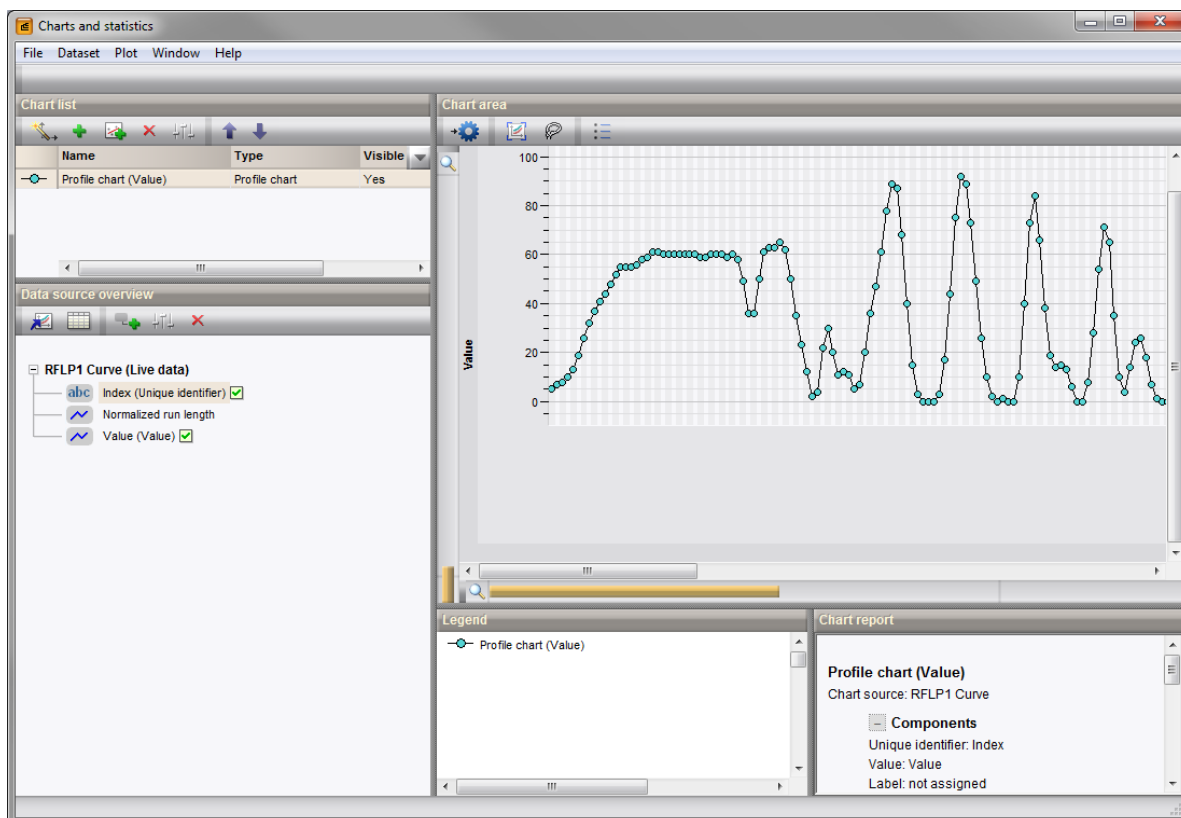 Charts and statistics
File Dataset Plot Window Help
Chart list
Name Type Visible
Profile chart (Value) Profile chart Yes
Data source overview
RFLP1 Curve (Live data)
abc Index (Unique identifier)
Normalized run length
Value (Value)
Chart area
100
80
60
40
20
0
Value
Legend
Profile chart (Value)
Chart report
Profile chart (Value)
Chart source: RFLP1 Curve
Components
Unique identifier: Index
Value: Value
Label: not assigned